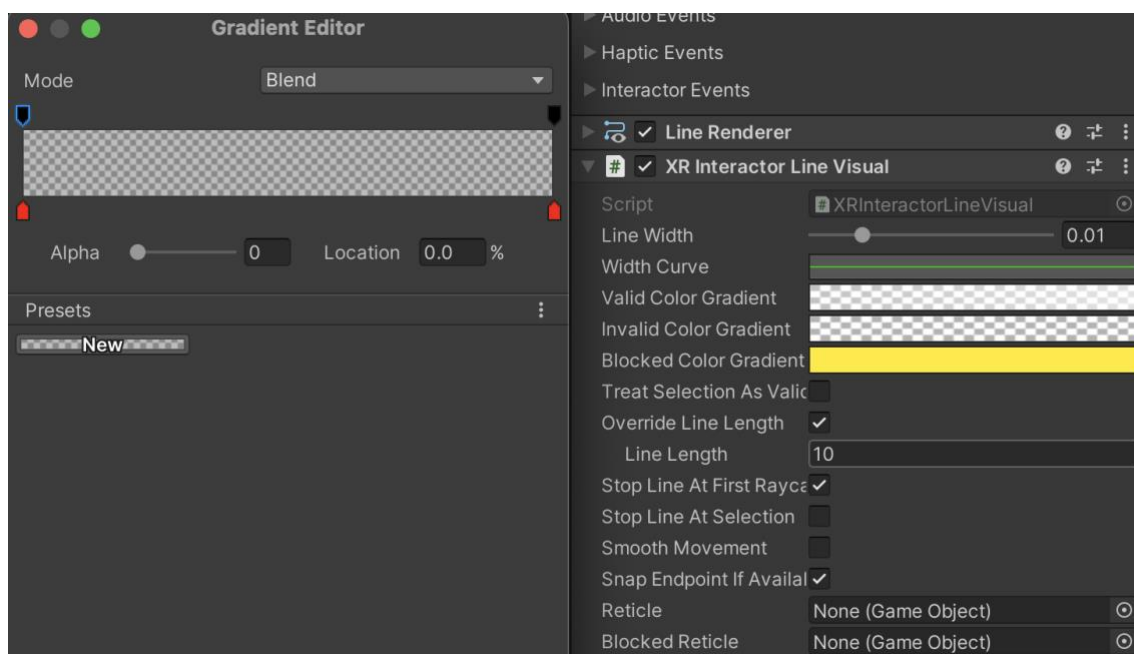 Gradient Editor
Mode
Blend
Alpha
0
Location
0.0
%
Presets
New
Audio Events
Haptic Events
Interactor Events
Line Renderer
XR Interactor Line Visual
Script
XRInteractorLineVisual
Line Width
0.01
Width Curve
Valid Color Gradient
Invalid Color Gradient
Blocked Color Gradient
Treat Selection As Valid
Override Line Length
Line Length
10
Stop Line At First Rayca
Stop Line At Selection
Smooth Movement
Snap Endpoint If Availal
Reticle
None (Game Object)
Blocked Reticle
None (Game Object)